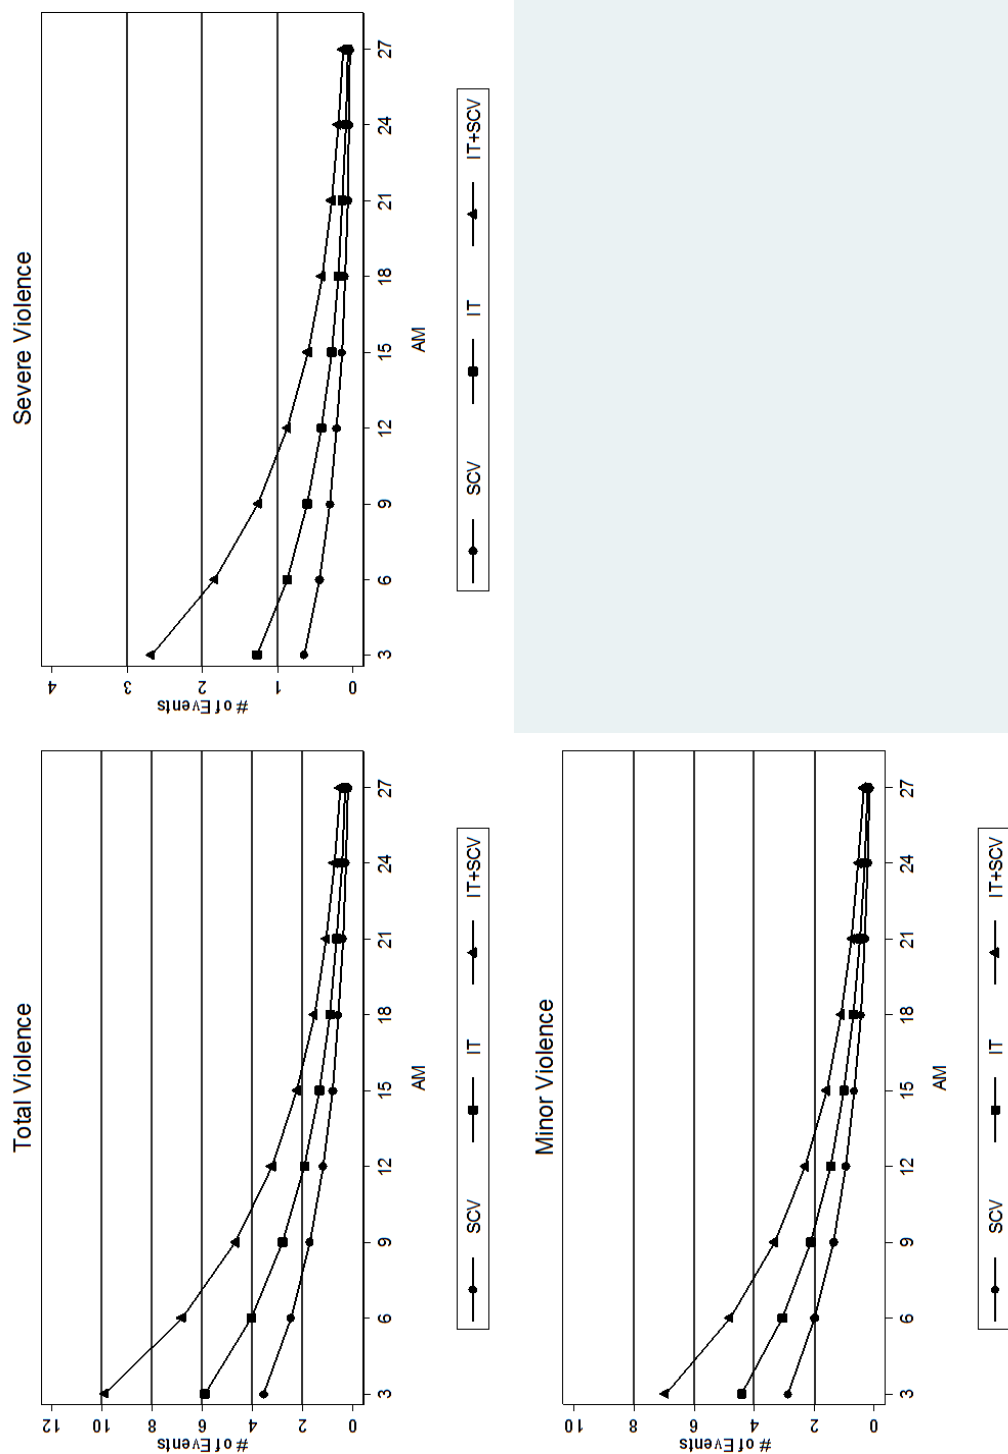 Total Violence
# of Events
12
10
8
6
4
2
0
3 6 9 12 15 18 21 24 27
AM
SCV IT IT+SCV
Severe Violence
# of Events
4
3
2
1
0
3 6 9 12 15 18 21 24 27
AM
SCV IT IT+SCV
Minor Violence
# of Events
10
8
6
4
2
0
3 6 9 12 15 18 21 24 27
AM
SCV IT IT+SCV